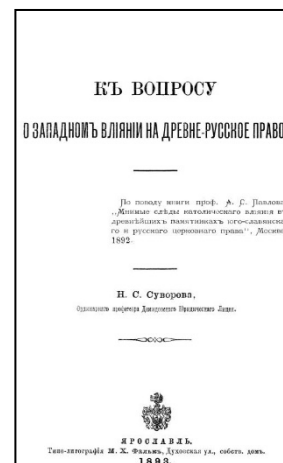 КЪ ВОПРОСУ
О ЗАПАДНОМЪ ВЛІЯНІИ НА ДРЕВНЕ-РУССКОЕ ПРАВО
По поводу книги проф. А. С. Павлова
„Мнимые слѣды католическаго вліянія въ
древнѣйшихъ памятникахъ юго-славянска-
го и русскаго церковнаго права“, Москва
1892
Н. С. Суворова,
Ординарнаго профессора Демидовскаго Юридическаго Лицея.
ЯРОСЛАВЛЬ.
Типо-литографія М. Х. Фалькъ, Духовская ул., собств. домъ.
1893